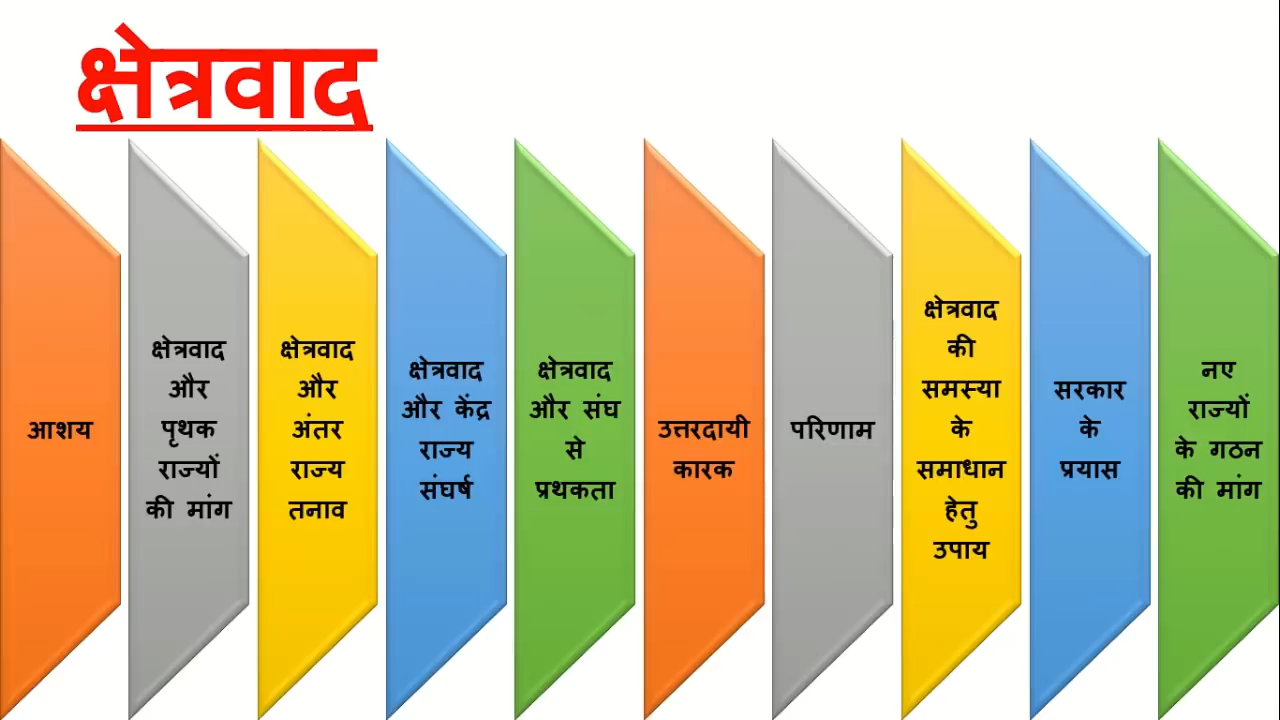 क्षेत्रवाद
आशय
क्षेत्रवाद
और
पृथक
राज्यों
की मांग
क्षेत्रवाद
और
अंतर
राज्य
तनाव
क्षेत्रवाद
और केंद्र
राज्य
संघर्ष
क्षेत्रवाद
और संघ
से
प्रथकता
उत्तरदायी
कारक
परिणाम
क्षेत्रवाद
की
समस्या
के
समाधान
हेतु
उपाय
सरकार
के
प्रयास
नए
राज्यों
के गठन
की मांग